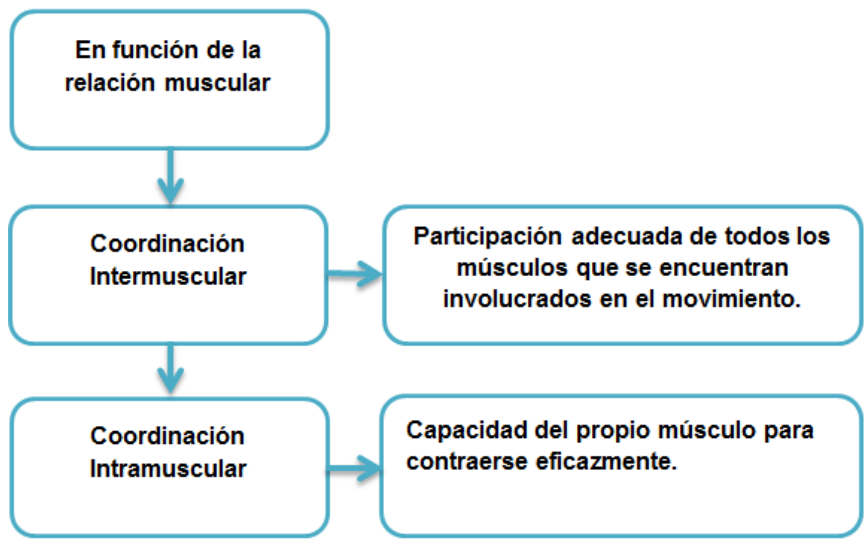 En función de la
relación muscular
Coordinación
Intermuscular
Participación adecuada de todos los
músculos que se encuentran
involucrados en el movimiento.
Coordinación
Intramuscular
Capacidad del propio músculo para
contraerse eficazmente.